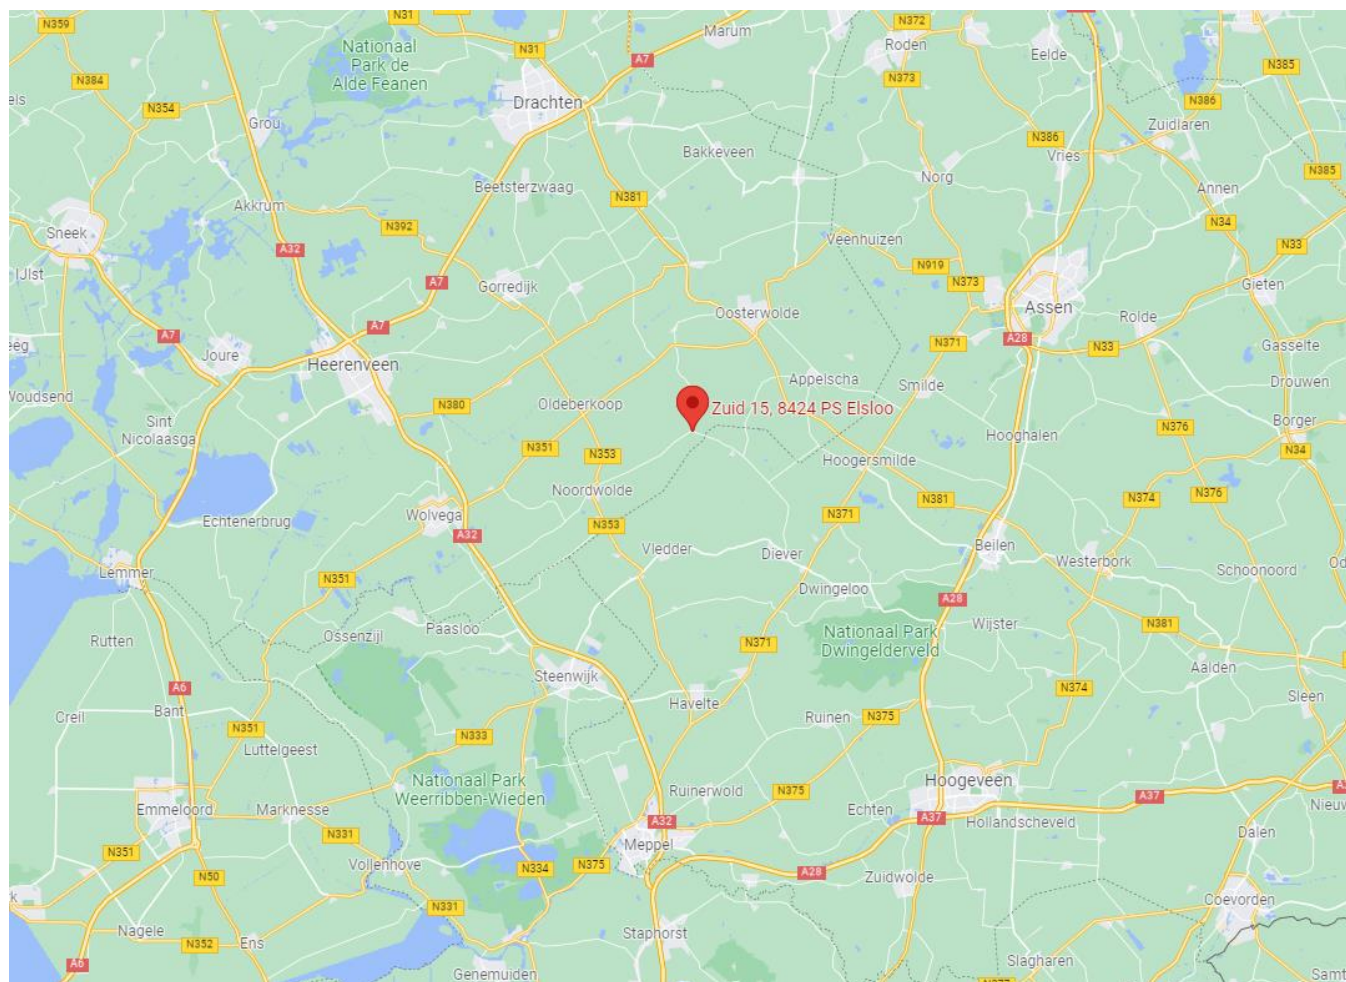 N359
N31
N372
Marum
Roden
Eelde
Nationaal
Park de
Alde Feanen
N31
A7
N385
N384
N373
N386
Drachten
N354
Grou
N386
Zuidlaren
Bakkeveen
Vries
N385
Norg
Beetsterzwaag
N381
Annen
Akkrum
N392
N34
Sneek
Veenhuizen
A32
N33
N919
IJlst
A7
N373
Gorredijk
Gieten
Assen
Oosterwolde
Rolde
A7
A7
A28
N371
N33
Gasselte
Joure
Heerenveen
Appelscha
Smilde
Drouwen
Woudsend
N380
Oldeberkoop
Zuid 15, 8424 PS Elsloo
Sint
Nicolaasga
Borger
N376
Hooghalen
N351
N353
N34
Hoogersmilde
Noordwolde
N376
N381
N374
Echtenerbrug
Wolvega
N371
N353
A32
Vledder
Diever
Beilen
Westerbork
Lemmer
N351
Schoonoord
Dwingeloo
A28
Rutten
Ossenzijl
Paasloo
Wijster
N381
Nationaal Park
Dwingelderveld
N371
Aalden
Steenwijk
A6
N374
Sleen
Havelte
Creil
Bant
Ruinen
N375
N351
N333
Luttelgeest
Nationaal Park
Weerribben-Wieden
Hoogeveen
Ruinerwold
N375
A37
Emmeloord
Marknesse
Echten
A37
Hollandscheveld
A32
N331
Dalen
Meppel
N351
Vollenhove
N334
N375
A28
Zuidwolde
N50
Coevorden
N331
Nagele
N352
Ens
Staphorst
A6
Slagharen
Genemuiden